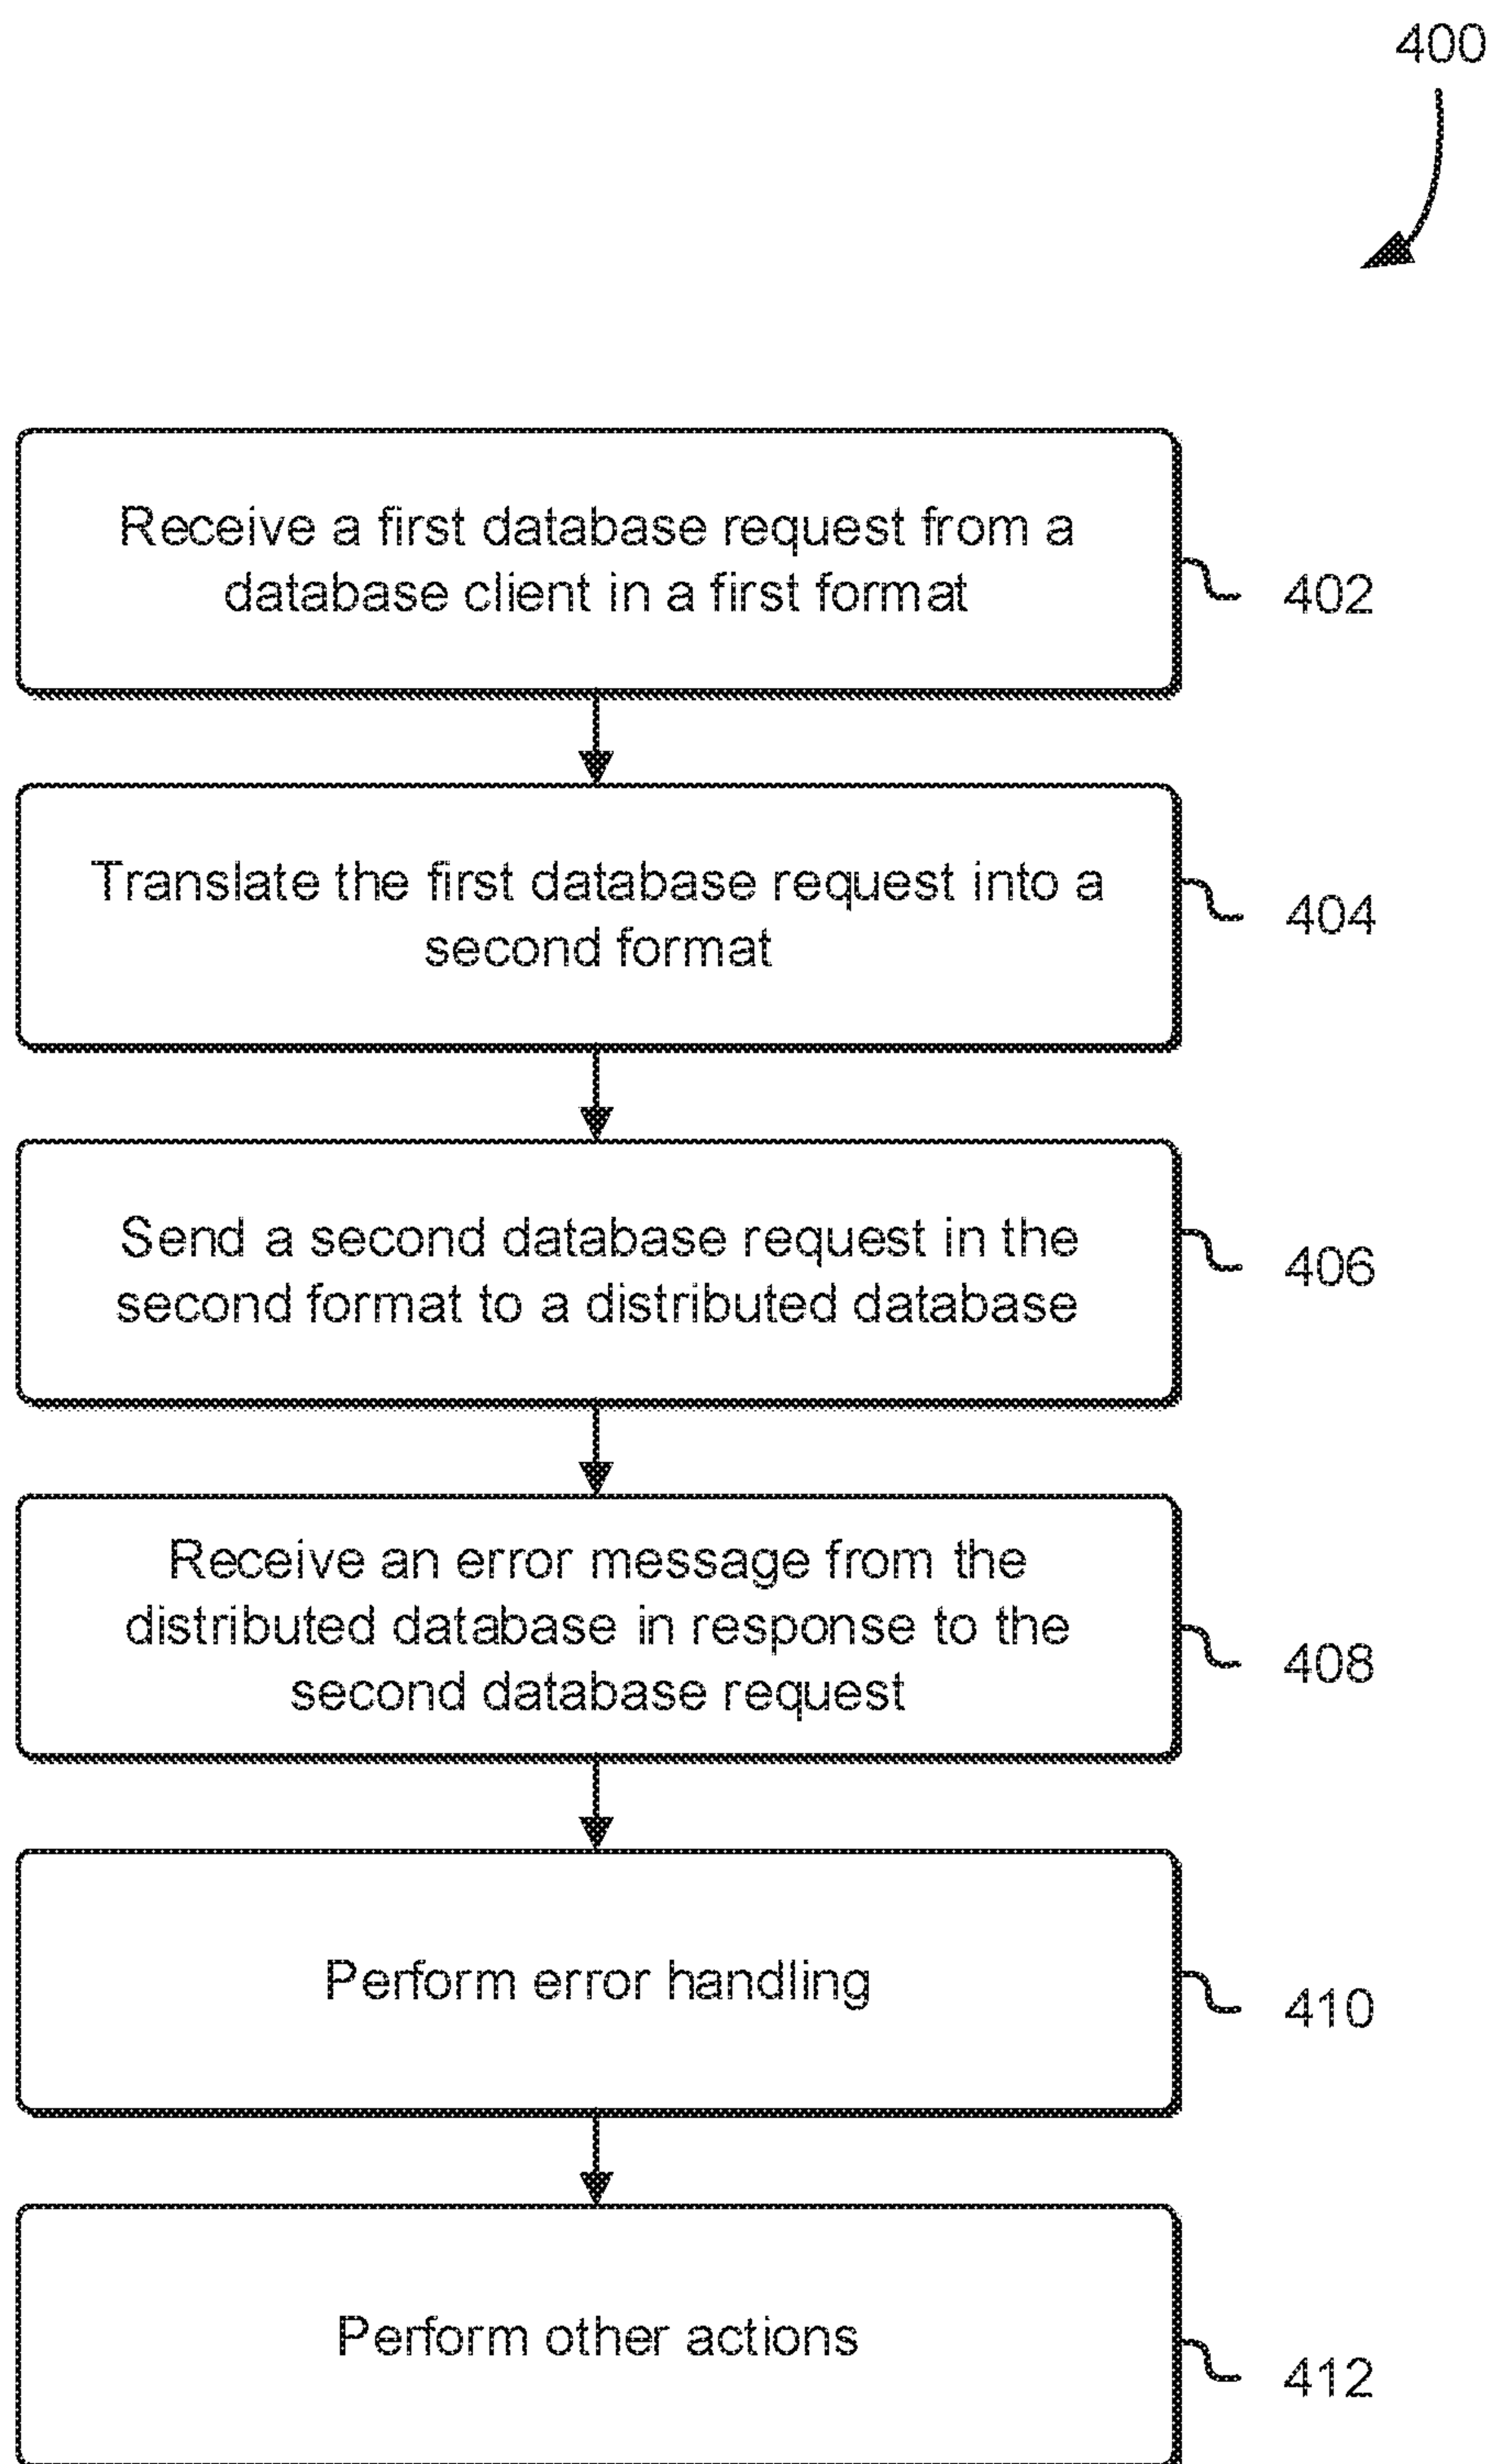 400
Receive a first database request from a
database client in a first format
402
Translate the first database request into a
second format
404
Send a second database request in the
second format to a distributed database
406
Receive an error message from the
distributed database in response to the
second database request
408
Perform error handling
410
Perform other actions
412